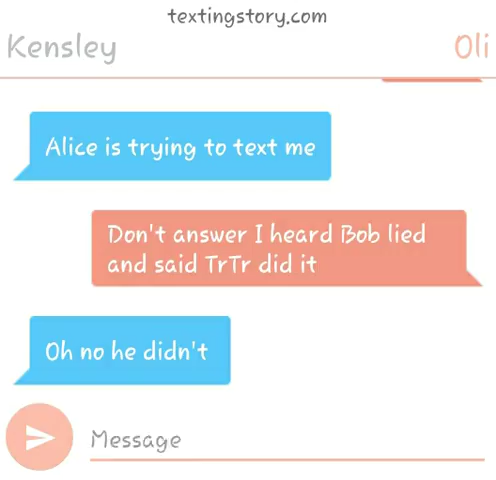 textingstory.com
Kensley
Oli
Alice is trying to text me
Don't answer I heard Bob lied
and said TrTr did it
Oh no he didn't
Message